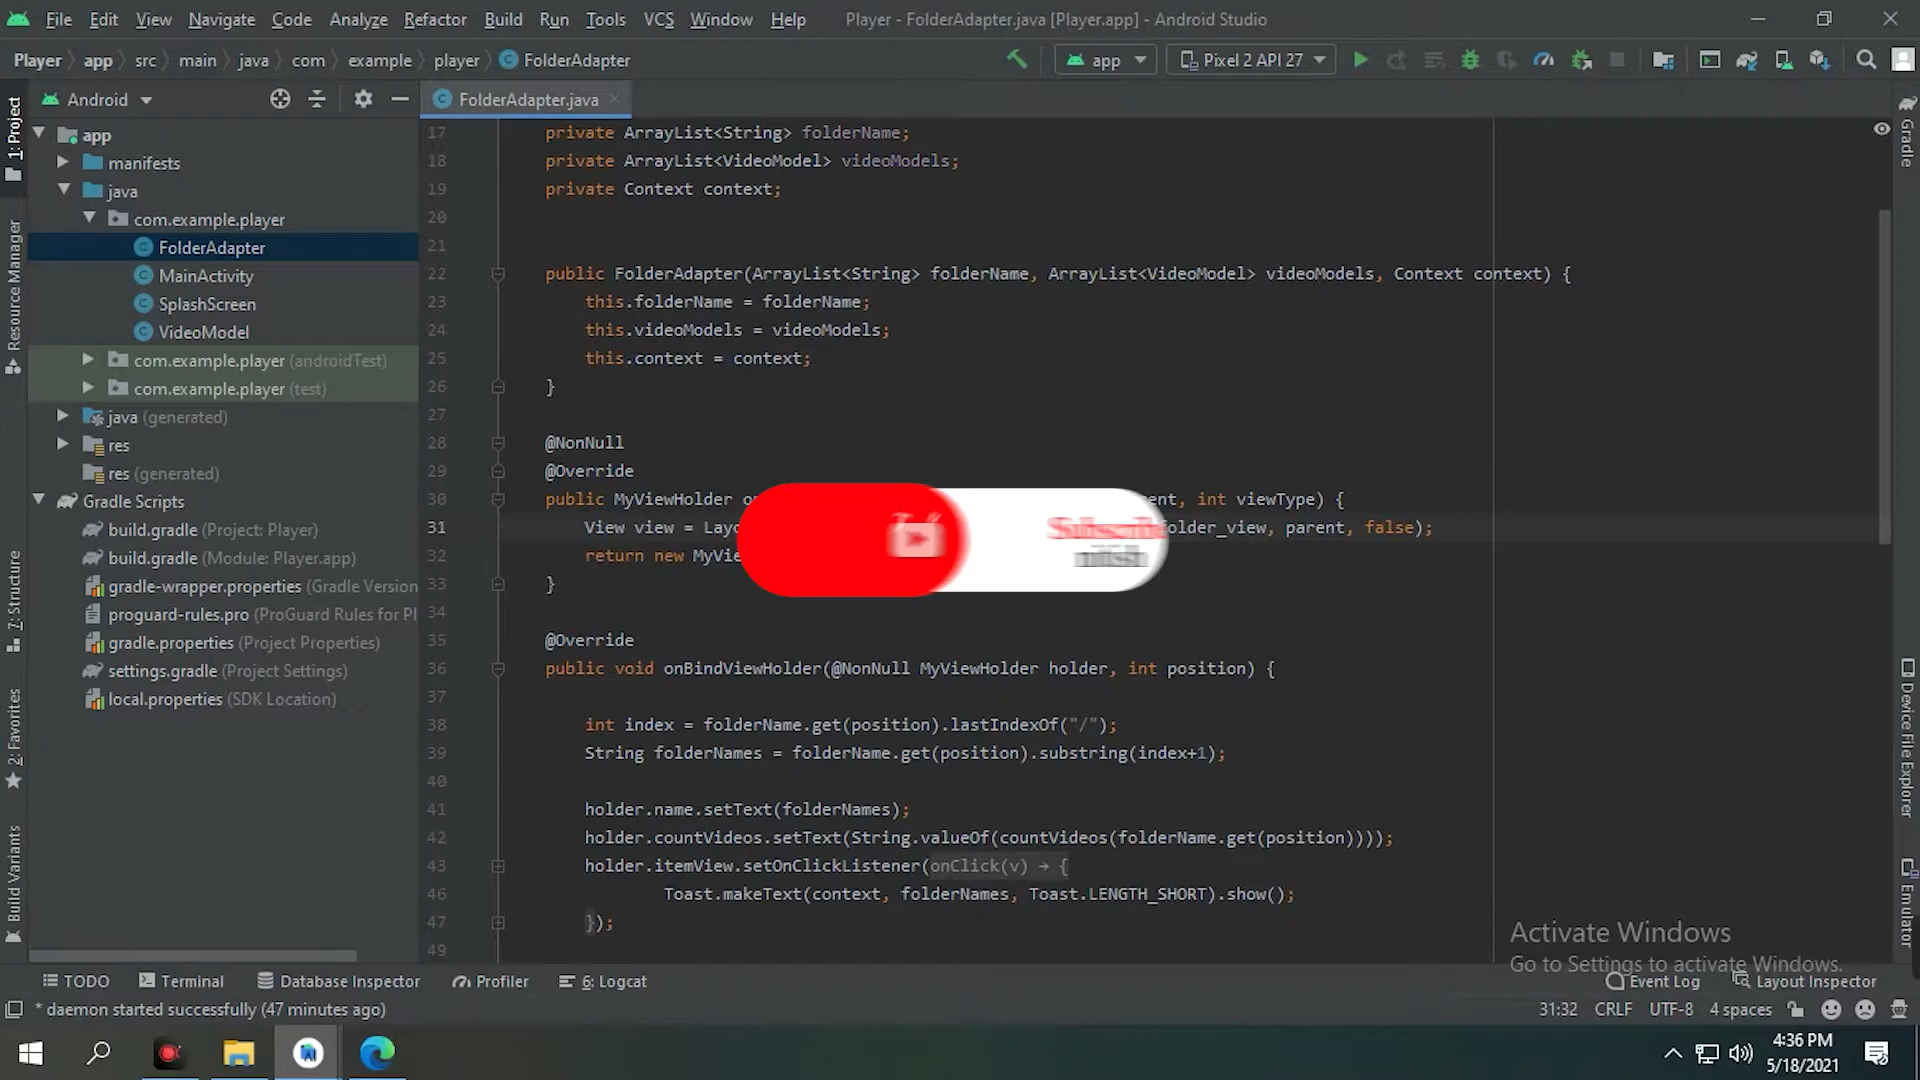 File Edit View Navigate Code Analyze Refactor Build Run Tools VCS Window Help Player - FolderAdapter.java [Player.app] - Android Studio
Player app src main java com example player FolderAdapter app Pixel 2 API 27
Android FolderAdapter.java
1: Project
Resource Manager
7: Structure
2: Favorites
Build Variants
app
manifests
java
com.example.player
FolderAdapter
MainActivity
SplashScreen
VideoModel
com.example.player (androidTest)
com.example.player (test)
java (generated)
res
res (generated)
Gradle Scripts
build.gradle (Project: Player)
build.gradle (Module: Player.app)
gradle-wrapper.properties (Gradle Version
proguard-rules.pro (ProGuard Rules for Pl
gradle.properties (Project Properties)
settings.gradle (Project Settings)
local.properties (SDK Location)
17 private ArrayList<String> folderName;
18 private ArrayList<VideoModel> videoModels;
19 private Context context;
20
21
22 public FolderAdapter(ArrayList<String> folderName, ArrayList<VideoModel> videoModels, Context context) {
23 this.folderName = folderName;
24 this.videoModels = videoModels;
25 this.context = context;
26 }
27
28 @NonNull
29 @Override
30 public MyViewHolder ent, int viewType) {
31 View view = Layo older_view, parent, false);
32 return new MyVie
33 }
34
35 @Override
36 public void onBindViewHolder(@NonNull MyViewHolder holder, int position) {
37
38 int index = folderName.get(position).lastIndexOf("/");
39 String folderNames = folderName.get(position).substring(index+1);
40
41 holder.name.setText(folderNames);
42 holder.countVideos.setText(String.valueOf(countVideos(folderName.get(position))));
43 holder.itemView.setOnClickListener(onClick(v) → {
46 Toast.makeText(context, folderNames, Toast.LENGTH_SHORT).show();
47 });
49
Subscribe
Gradle
Device File Explorer
Emulator
Activate Windows
Go to Settings to activate Windows.
TODO Terminal Database Inspector Profiler 6: Logcat Event Log Layout Inspector
* daemon started successfully (47 minutes ago) 31:32 CRLF UTF-8 4 spaces
4:36 PM
5/18/2021